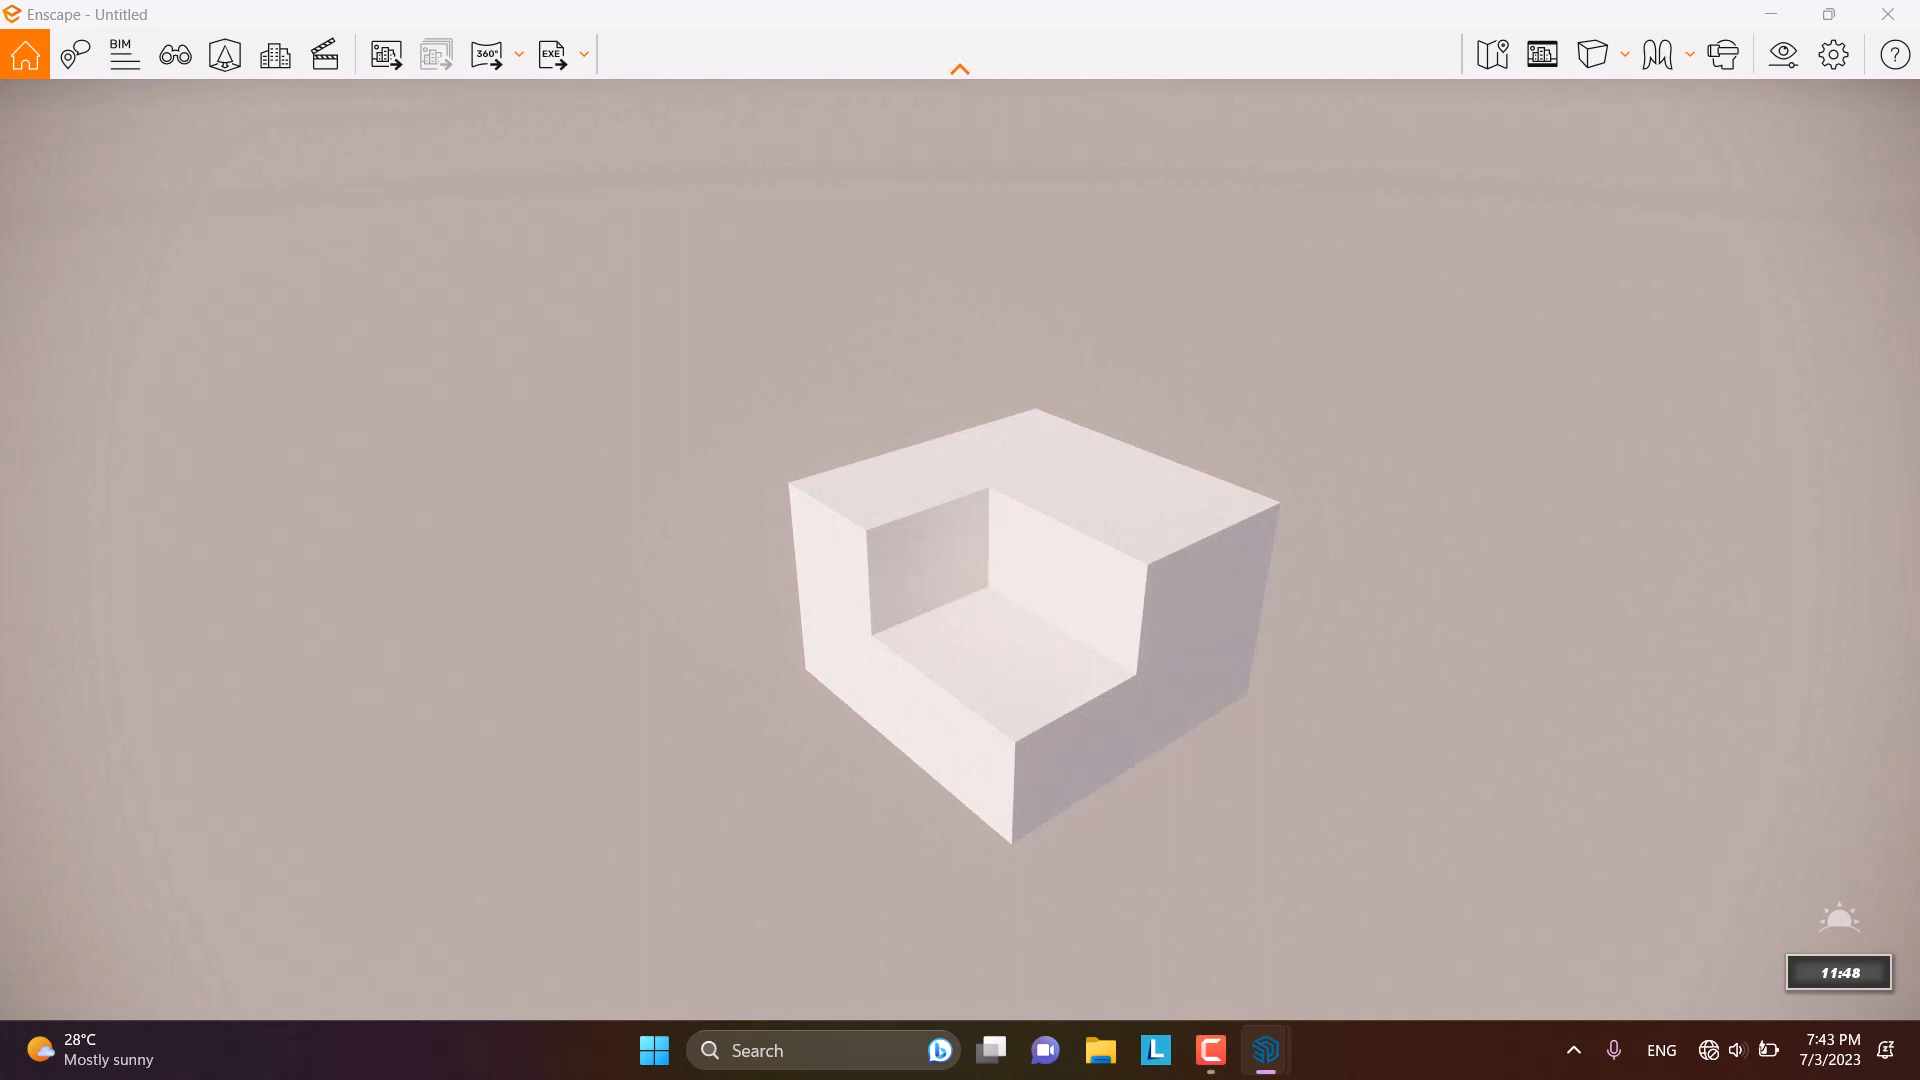 Enscape - Untitled
BIM
360°
EXE
?
11:48
28°C
Mostly sunny
Search
L
C
ENG
7:43 PM
7/3/2023